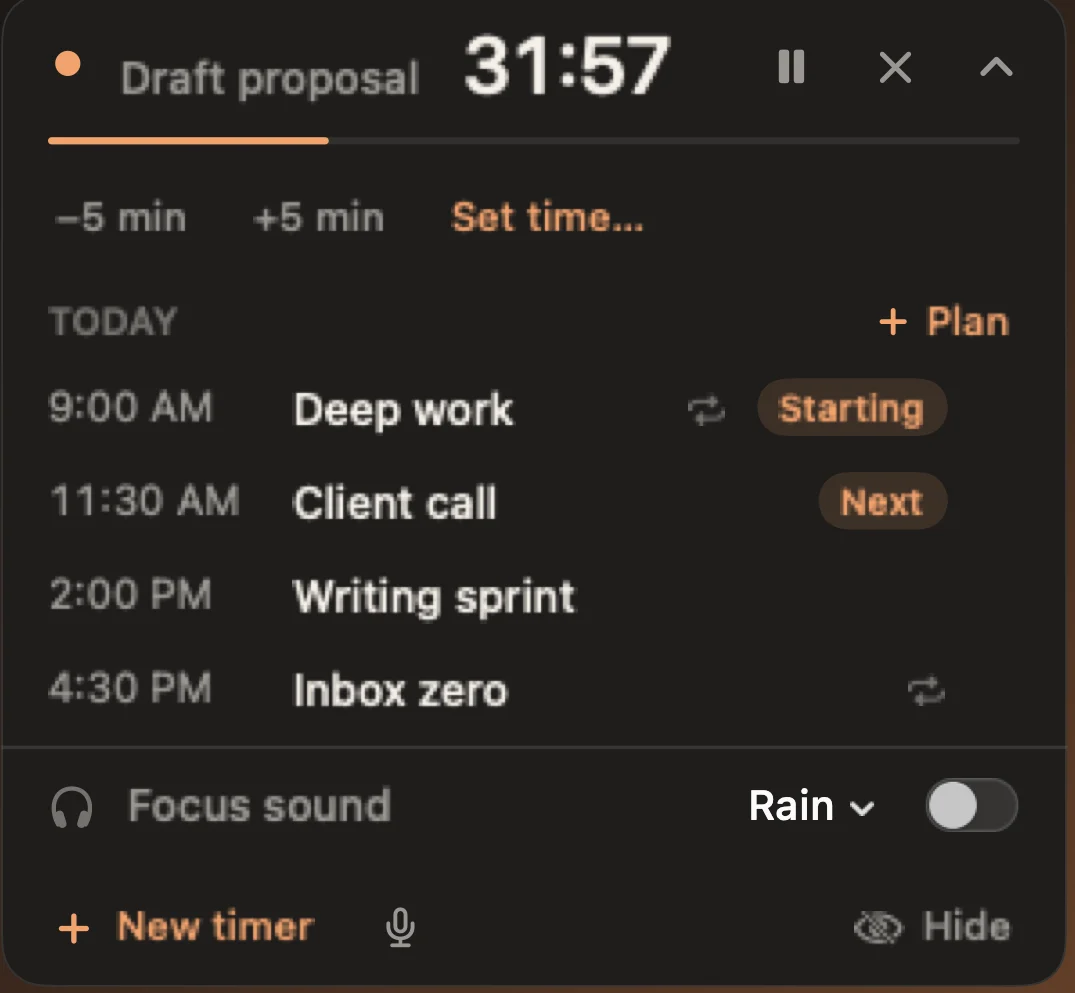 Draft proposal 31:57
−5 min +5 min Set time...
TODAY + Plan
9:00 AM Deep work Starting
11:30 AM Client call Next
2:00 PM Writing sprint
4:30 PM Inbox zero
Focus sound Rain
+ New timer Hide